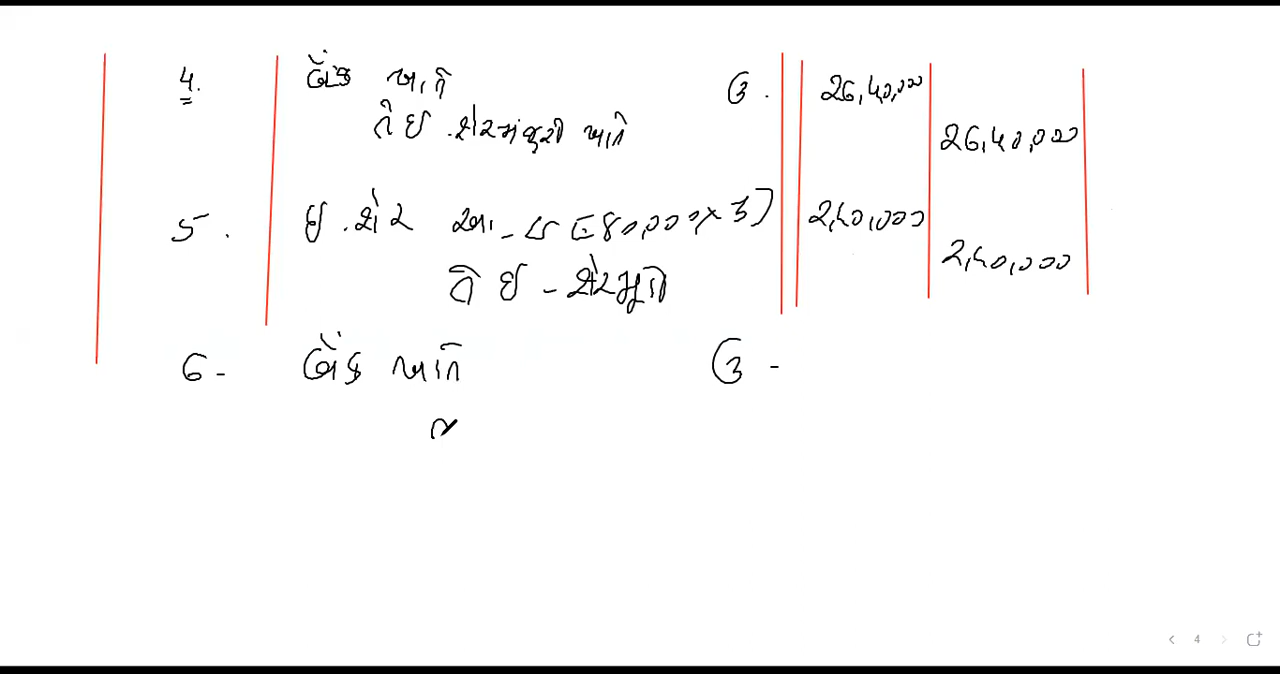 4. બેંક ખાતે ઉ. 26,40,000
તે ઈ. શેરમંજૂરી ખાતે 26,40,000
5. ઈ. શેર ખા - ઉ [80,000 × 3] 2,40,000
તે ઈ - શેરમૂડી 2,40,000
6 - બેંક ખાતે ઉ -
4